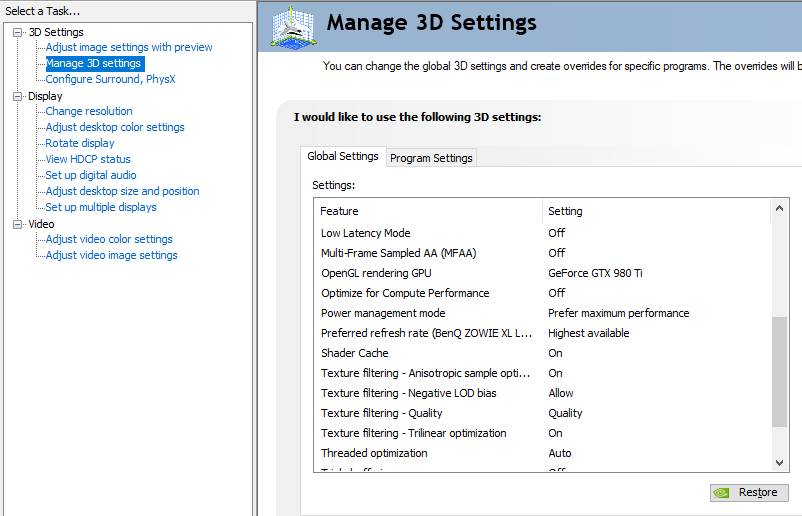 Select a Task...
3D Settings
Adjust image settings with preview
Manage 3D settings
Configure Surround, PhysX
Display
Change resolution
Adjust desktop color settings
Rotate display
View HDCP status
Set up digital audio
Adjust desktop size and position
Set up multiple displays
Video
Adjust video color settings
Adjust video image settings
Manage 3D Settings
You can change the global 3D settings and create overrides for specific programs. The overrides will
I would like to use the following 3D settings:
Global Settings Program Settings
Settings:
Feature Setting
Low Latency Mode Off
Multi-Frame Sampled AA (MFAA) Off
OpenGL rendering GPU GeForce GTX 980 Ti
Optimize for Compute Performance Off
Power management mode Prefer maximum performance
Preferred refresh rate (BenQ ZOWIE XL L... Highest available
Shader Cache On
Texture filtering - Anisotropic sample opti... On
Texture filtering - Negative LOD bias Allow
Texture filtering - Quality Quality
Texture filtering - Trilinear optimization On
Threaded optimization Auto
Restore